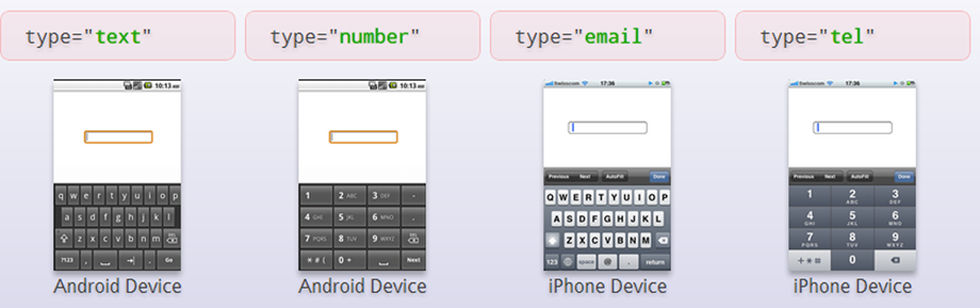 type="text"
type="number"
type="email"
type="tel"
10:13 AM
q w e r t y u i o p
a s d f g h j k l
z x c v b n m DEL
?123 , . Go
Android Device
10:13 AM
1 2 ABC 3 DEF -
4 GHI 5 JKL 6 MNO .
7 PQRS 8 TUV 9 WXYZ DEL
* # ( 0 + Next
Android Device
Swisscom 17:36
Previous Next AutoFill Done
Q W E R T Y U I O P
A S D F G H J K L
Z X C V B N M
123 space @ . return
iPhone Device
Swisscom 17:36
Previous Next AutoFill Done
1 2 ABC 3 DEF
4 GHI 5 JKL 6 MNO
7 PQRS 8 TUV 9 WXYZ
+ * # 0
iPhone Device